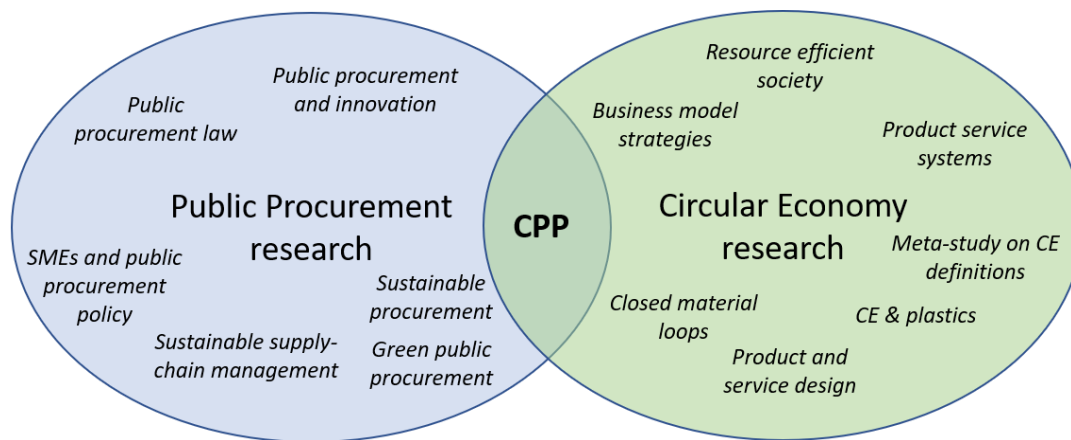 Public procurement
and innovation
Public
procurement law
Public Procurement
research
SMEs and public
procurement
policy
Sustainable
procurement
Sustainable supply-
chain management
Green public
procurement
CPP
Resource efficient
society
Business model
strategies
Product service
systems
Circular Economy
research
Meta-study on CE
definitions
Closed material
loops
CE & plastics
Product and
service design